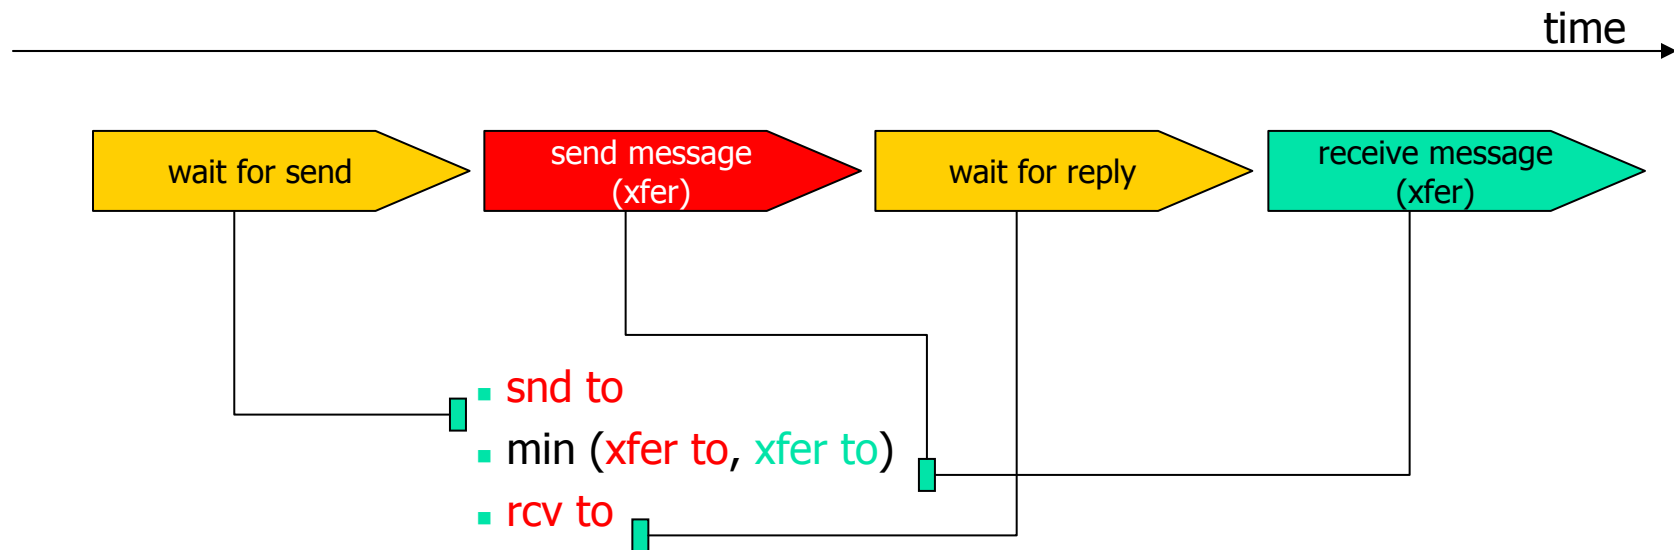 time
wait for send
send message
(xfer)
wait for reply
receive message
(xfer)
snd to
min (xfer to, xfer to)
rcv to